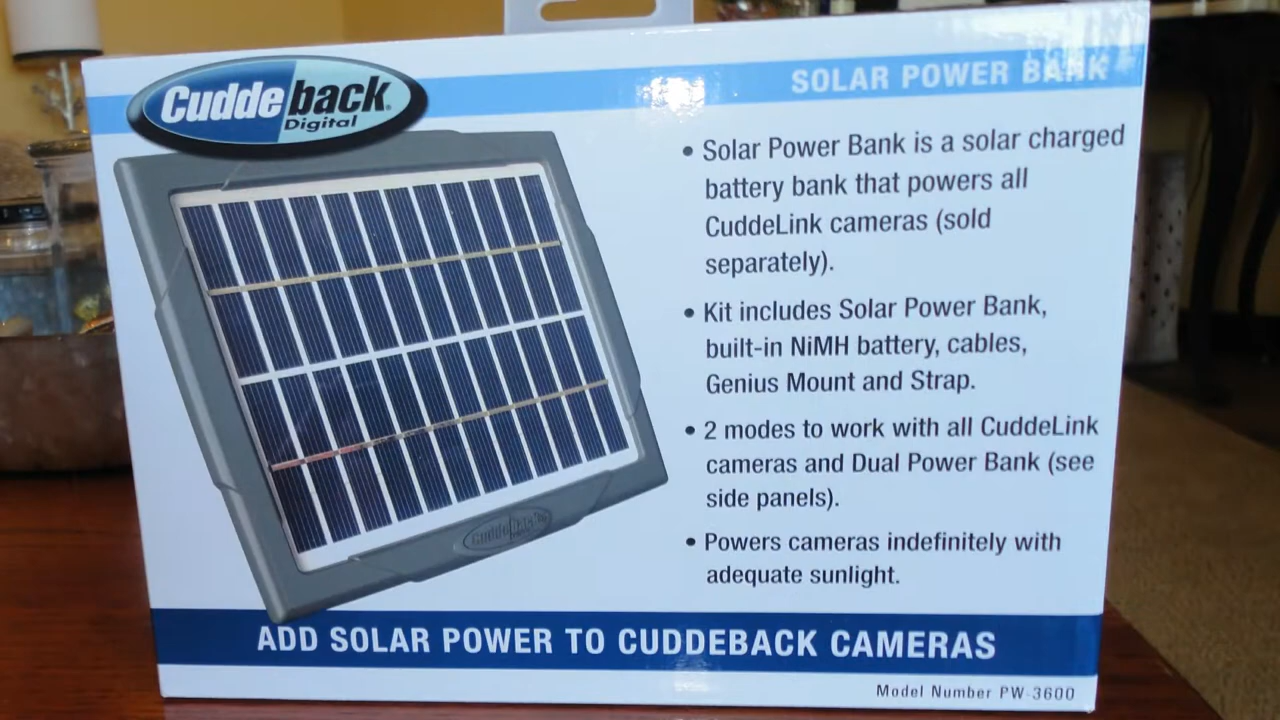 Cuddeback
Digital
SOLAR POWER BANK
• Solar Power Bank is a solar charged
battery bank that powers all
CuddeLink cameras (sold
separately).
• Kit includes Solar Power Bank,
built-in NiMH battery, cables,
Genius Mount and Strap.
• 2 modes to work with all CuddeLink
cameras and Dual Power Bank (see
side panels).
• Powers cameras indefinitely with
adequate sunlight.
Cuddeback
ADD SOLAR POWER TO CUDDEBACK CAMERAS
Model Number PW-3600